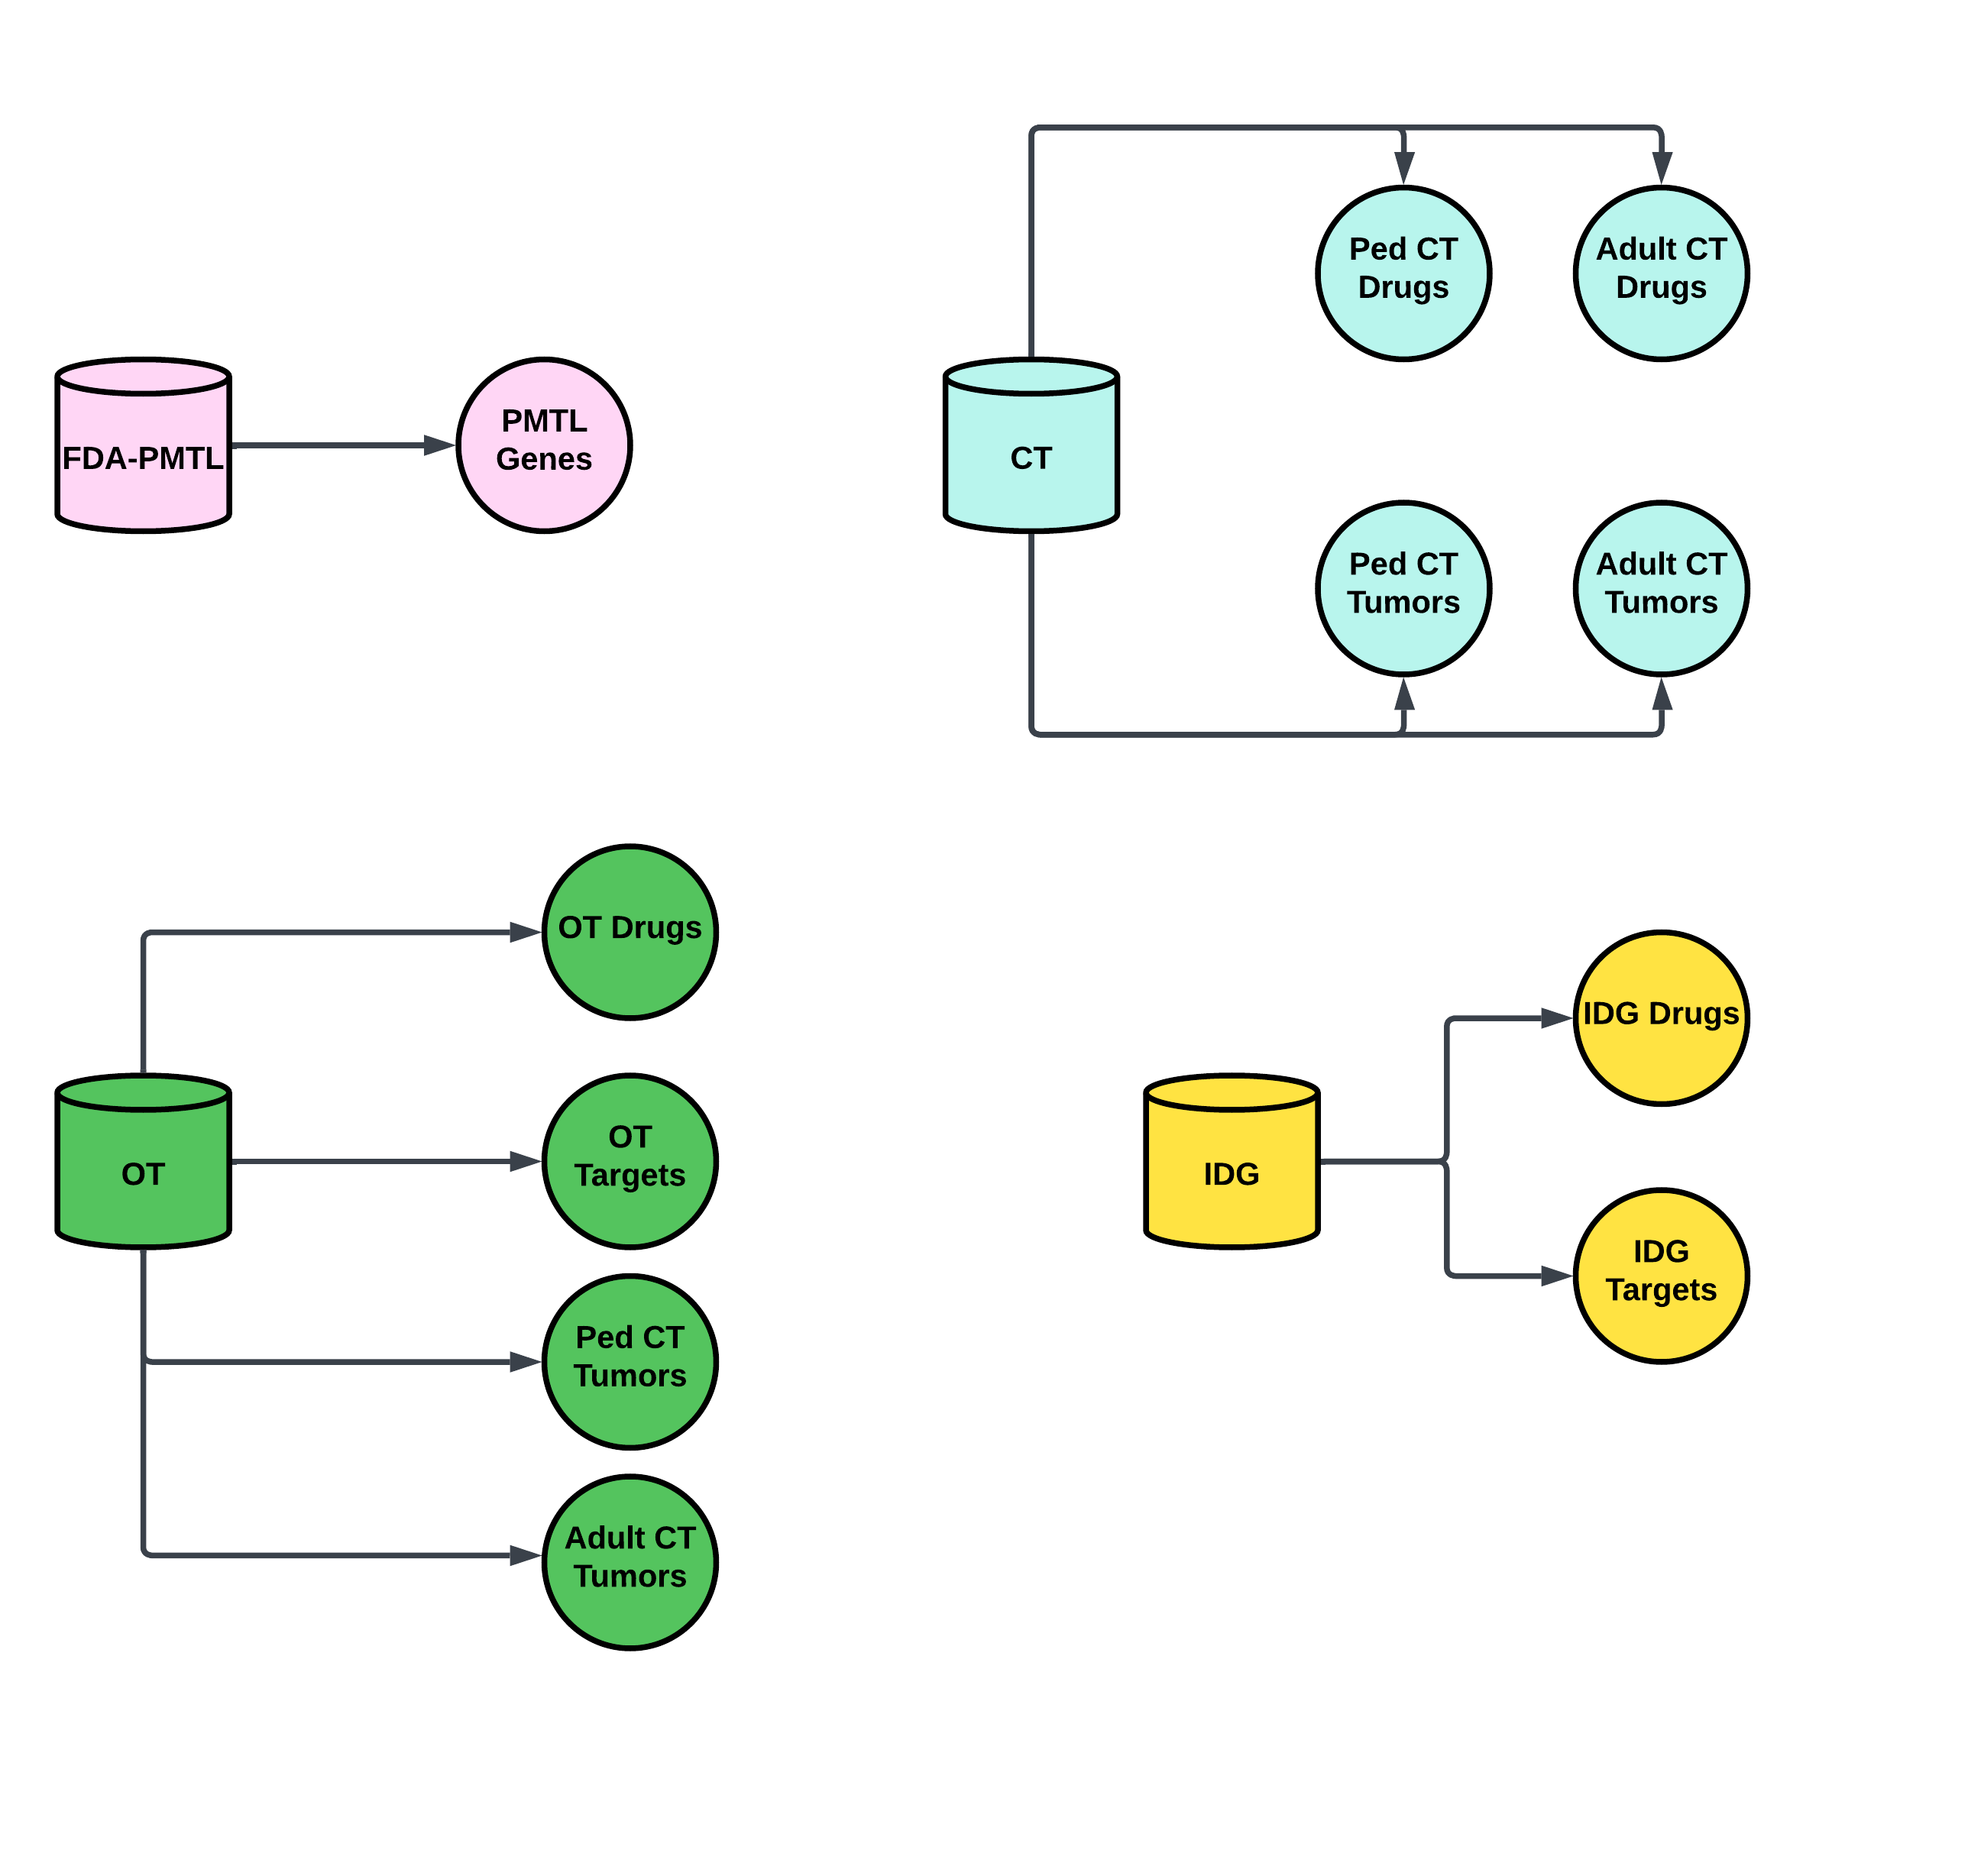 Ped CT
Drugs
Adult CT
Drugs
FDA-PMTL
PMTL
Genes
CT
Ped CT
Tumors
Adult CT
Tumors
OT Drugs
IDG Drugs
OT
OT
Targets
IDG
IDG
Targets
Ped CT
Tumors
Adult CT
Tumors